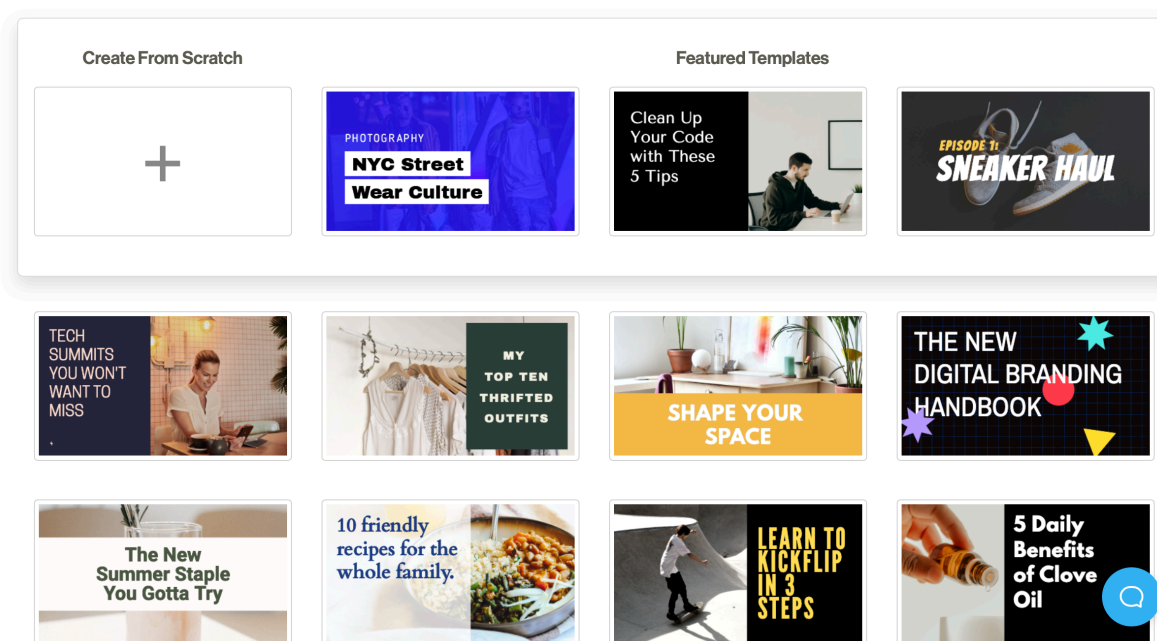 Create From Scratch
Featured Templates
PHOTOGRAPHY
NYC Street
Wear Culture
Clean Up
Your Code
with These
5 Tips
EPISODE 1:
SNEAKER HAUL
TECH
SUMMITS
YOU WON'T
WANT TO
MISS
MY
TOP TEN
THRIFTED
OUTFITS
SHAPE YOUR
SPACE
THE NEW
DIGITAL BRANDING
HANDBOOK
The New
Summer Staple
You Gotta Try
10 friendly
recipes for the
whole family.
LEARN TO
KICKFLIP
IN 3
STEPS
5 Daily
Benefits
of Clove
Oil